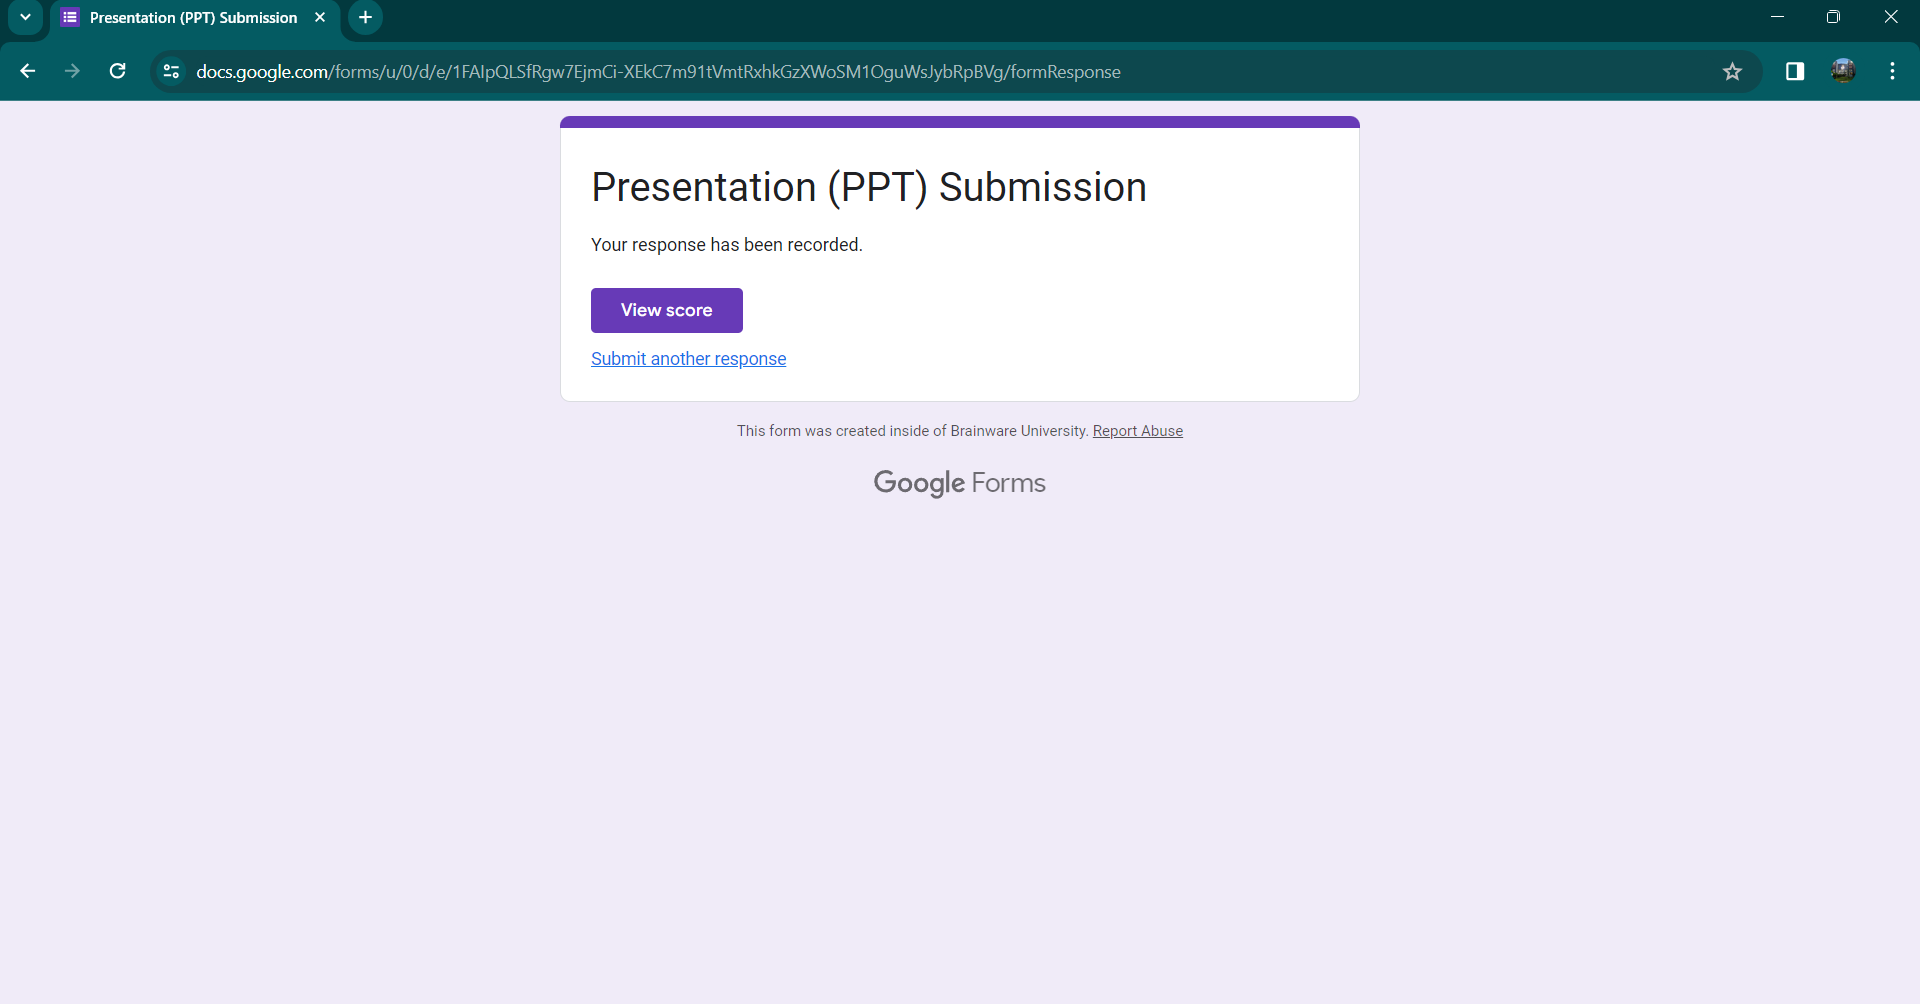 Presentation (PPT) Submission
docs.google.com/forms/u/0/d/e/1FAIpQLSfRgw7EjmCi-XEkC7m91tVmtRxhkGzXWoSM1OguWsJybRpBVg/formResponse
Presentation (PPT) Submission
Your response has been recorded.
View score
Submit another response
This form was created inside of Brainware University. Report Abuse
Google Forms